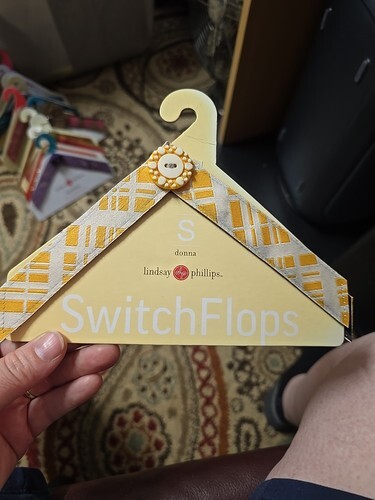 S
donna
lindsay phillips.
SwitchFlops